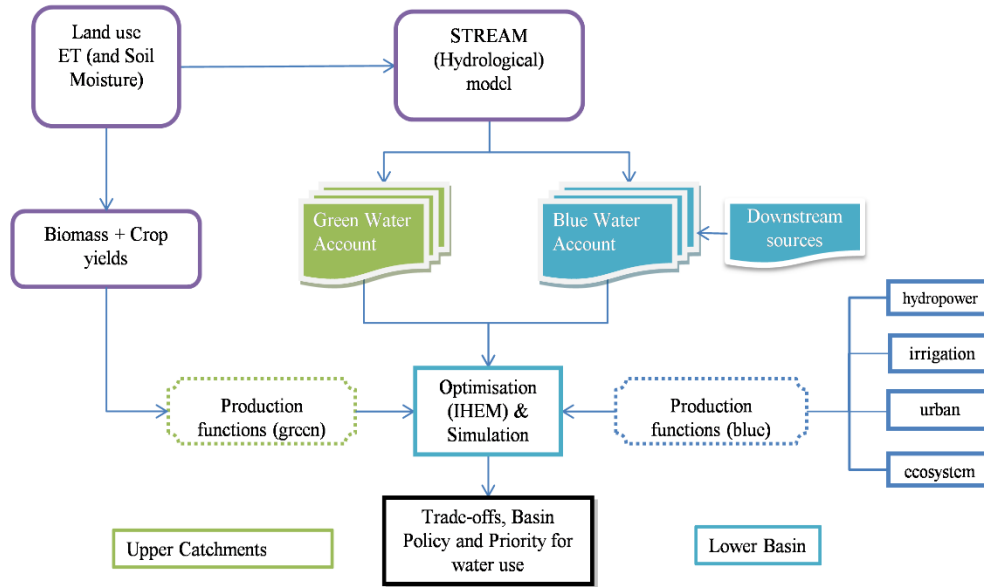 Land use
ET (and Soil
Moisture)
STREAM
(Hydrological)
model
Green Water
Account
Blue Water
Account
Downstream
sources
Biomass + Crop
yields
hydropower
irrigation
urban
ecosystem
Production
functions (green)
Optimisation
(IHEM) &
Simulation
Production
functions (blue)
Trade-offs, Basin
Policy and Priority for
water use
Upper Catchments
Lower Basin